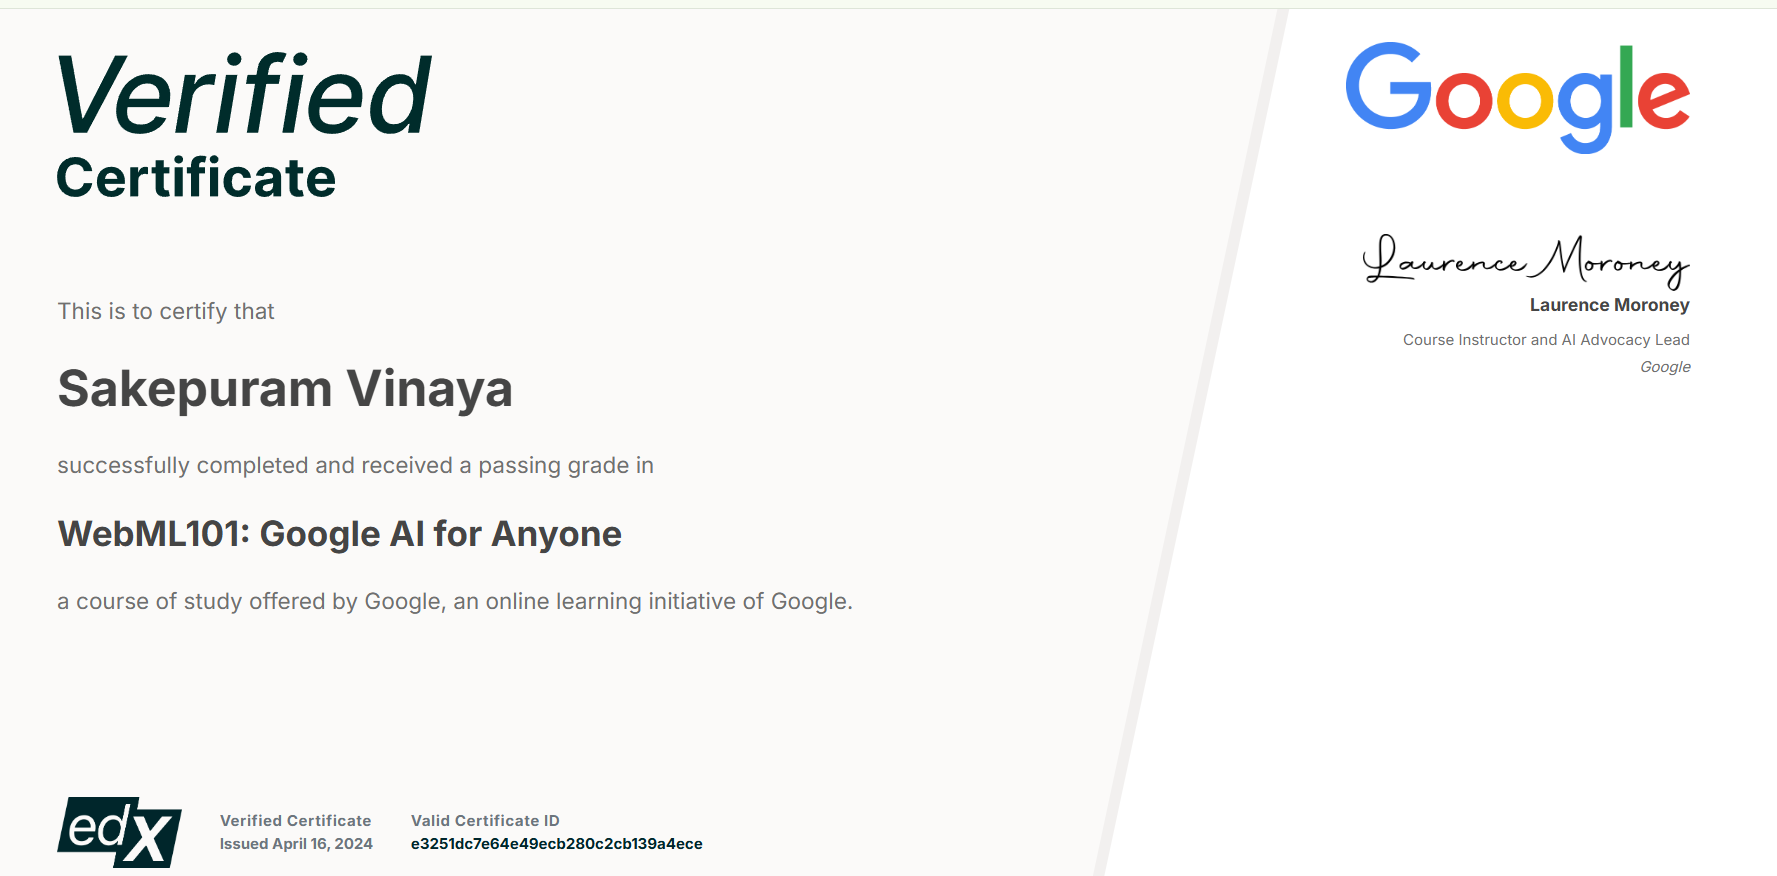 Verified
Certificate
This is to certify that
Sakepuram Vinaya
successfully completed and received a passing grade in
WebML101: Google AI for Anyone
a course of study offered by Google, an online learning initiative of Google.
edX
Verified Certificate
Issued April 16, 2024
Valid Certificate ID
e3251dc7e64e49ecb280c2cb139a4ece
Google
Laurence Moroney
Laurence Moroney
Course Instructor and AI Advocacy Lead
Google